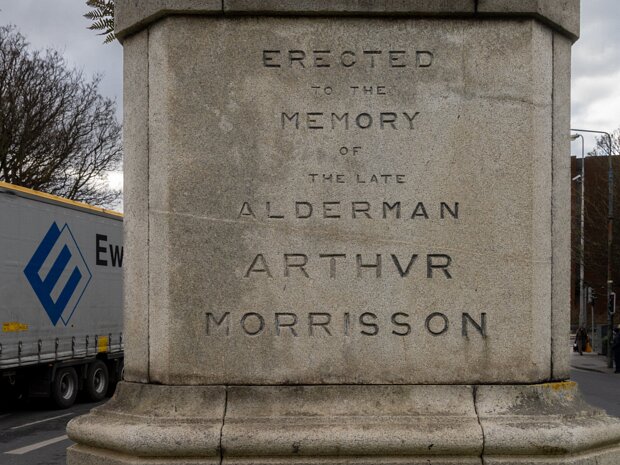 ERECTED
TO THE
MEMORY
OF
THE LATE
ALDERMAN
ARTHVR
MORRISSON
Ew